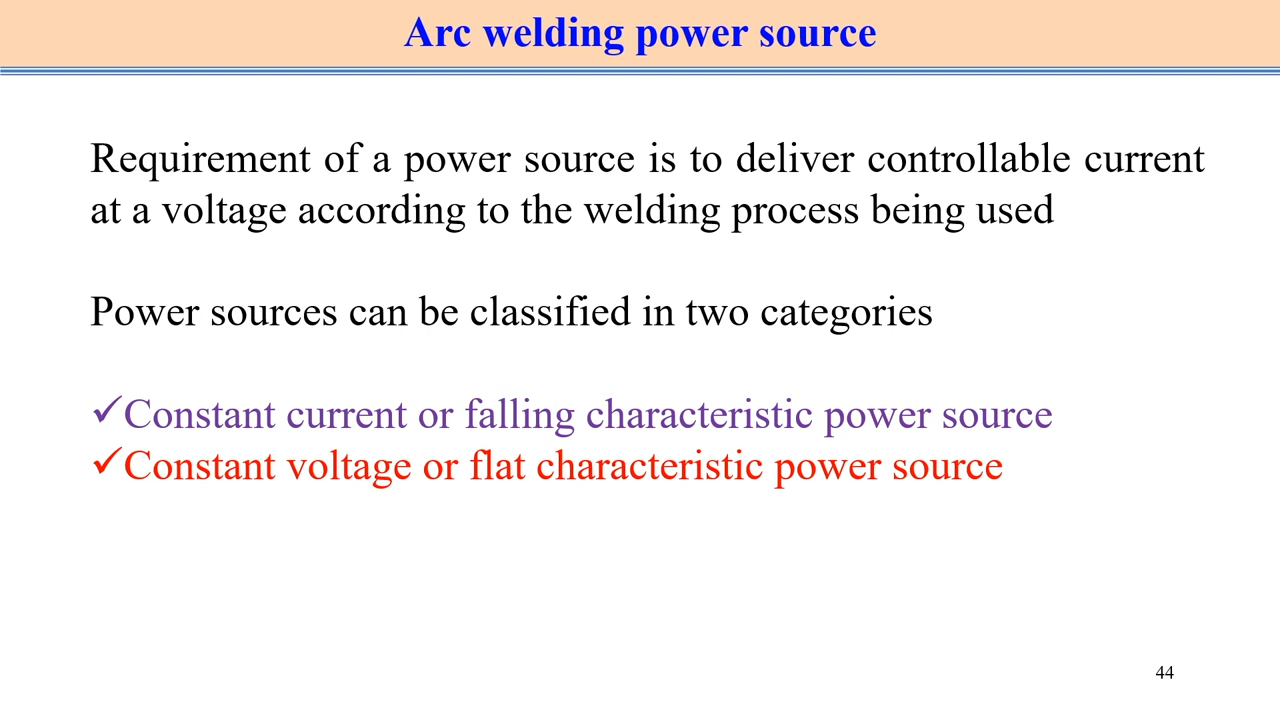 Arc welding power source
Requirement of a power source is to deliver controllable current
at a voltage according to the welding process being used
Power sources can be classified in two categories
✓Constant current or falling characteristic power source
✓Constant voltage or flat characteristic power source
44